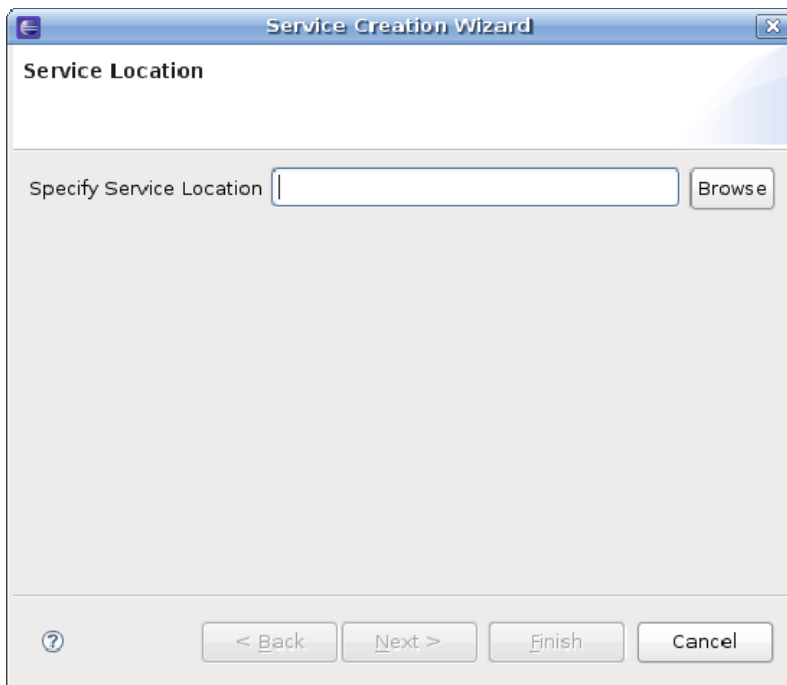 Service Creation Wizard
Service Location
Specify Service Location
Browse
?
< Back
Next >
Finish
Cancel